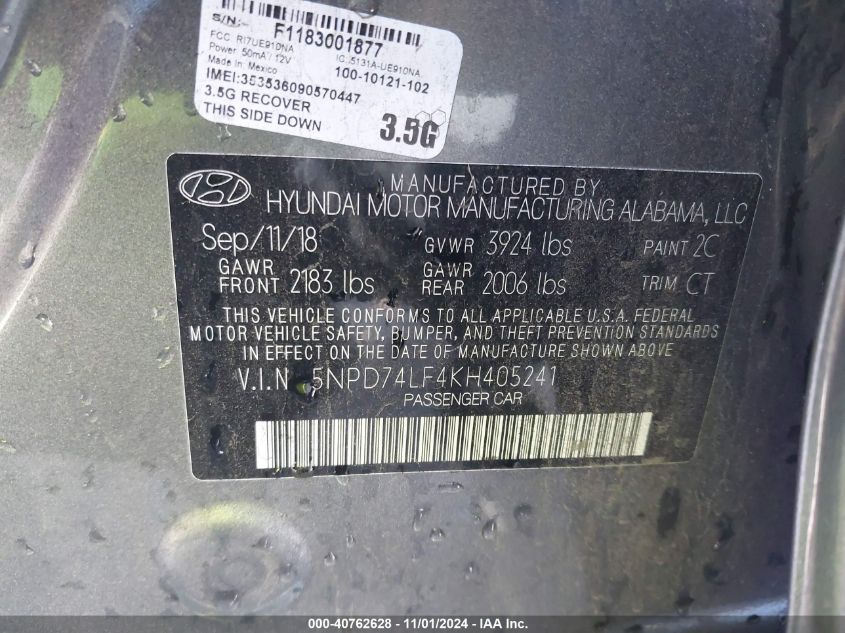 S/N:-
F1183001877
FCC: RI7UE910NA
IC: 5131A-UE910NA
Power: 50mA / 12V
Made In: Mexico
100-10121-102
IMEI:353536090570447
3.5G RECOVER
THIS SIDE DOWN
3.5G
MANUFACTURED BY
HYUNDAI MOTOR MANUFACTURING ALABAMA, LLC
Sep/11/18 GVWR 3924 lbs PAINT 2C
GAWR FRONT 2183 lbs GAWR REAR 2006 lbs TRIM CT
THIS VEHICLE CONFORMS TO ALL APPLICABLE U.S.A. FEDERAL
MOTOR VEHICLE SAFETY, BUMPER, AND THEFT PREVENTION STANDARDS
IN EFFECT ON THE DATE OF MANUFACTURE SHOWN ABOVE
V.I.N 5NPD74LF4KH405241
PASSENGER CAR
000-40762628 - 11/01/2024 - IAAI.com